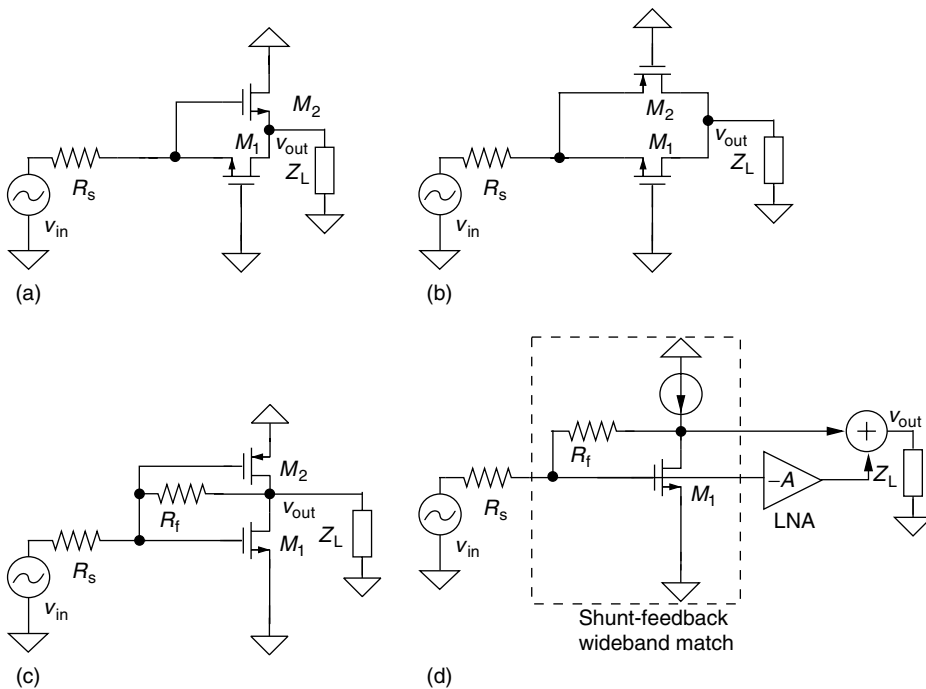 M2
M1
vout
Rs
ZL
vin
(a)
M2
vout
M1
Rs
ZL
vin
(b)
M2
Rf
vout
M1
ZL
Rs
vin
(c)
Rf
+
vout
Rs
M1
−A
ZL
LNA
vin
Shunt-feedback
wideband match
(d)